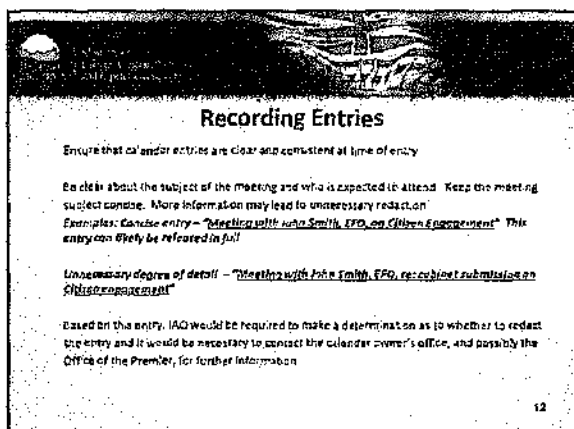 Recording Entries
Ensure that calendar entries are clear and consistent at time of entry
Be clear about the subject of the meeting and who is expected to attend. Keep the meeting
subject concise. More information may lead to unnecessary redaction
Examples: Concise entry – "Meeting with John Smith, EFO, on Citizen Engagement" This
entry can likely be released in full
Unnecessary degree of detail – "Meeting with John Smith, EFO, re: cabinet submission on
Citizen engagement"
Based on this entry, IAO would be required to make a determination as to whether to redact
the entry and it would be necessary to contact the calendar owner's office, and possibly the
Office of the Premier, for further information
12